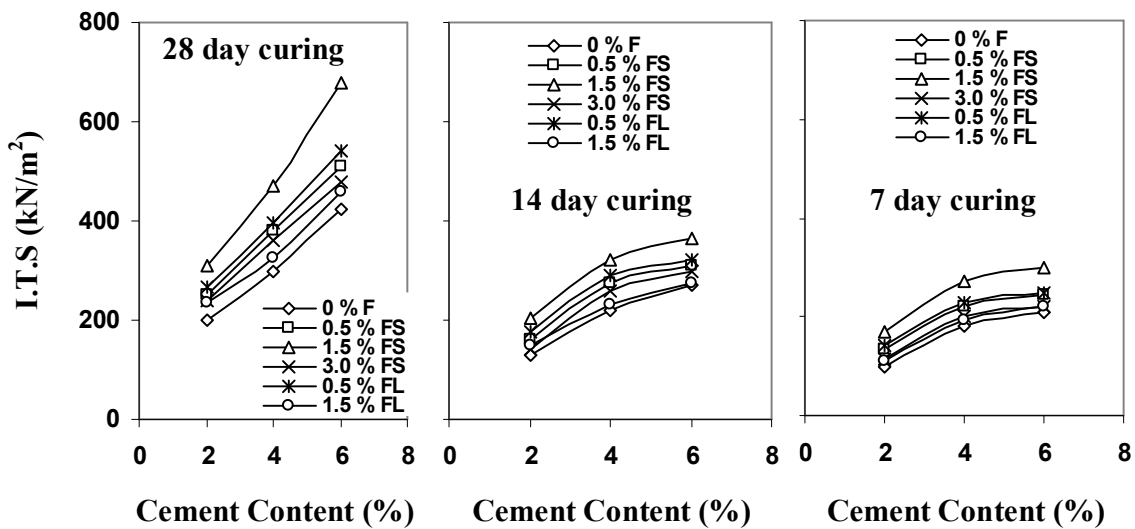 I.T.S (kN/m²)
800
600
400
200
0
28 day curing
0 % F
0.5 % FS
1.5 % FS
3.0 % FS
0.5 % FL
1.5 % FL
0 2 4 6 8
Cement Content (%)
0 % F
0.5 % FS
1.5 % FS
3.0 % FS
0.5 % FL
1.5 % FL
14 day curing
0 2 4 6 8
Cement Content (%)
0 % F
0.5 % FS
1.5 % FS
3.0 % FS
0.5 % FL
1.5 % FL
7 day curing
0 2 4 6 8
Cement Content (%)